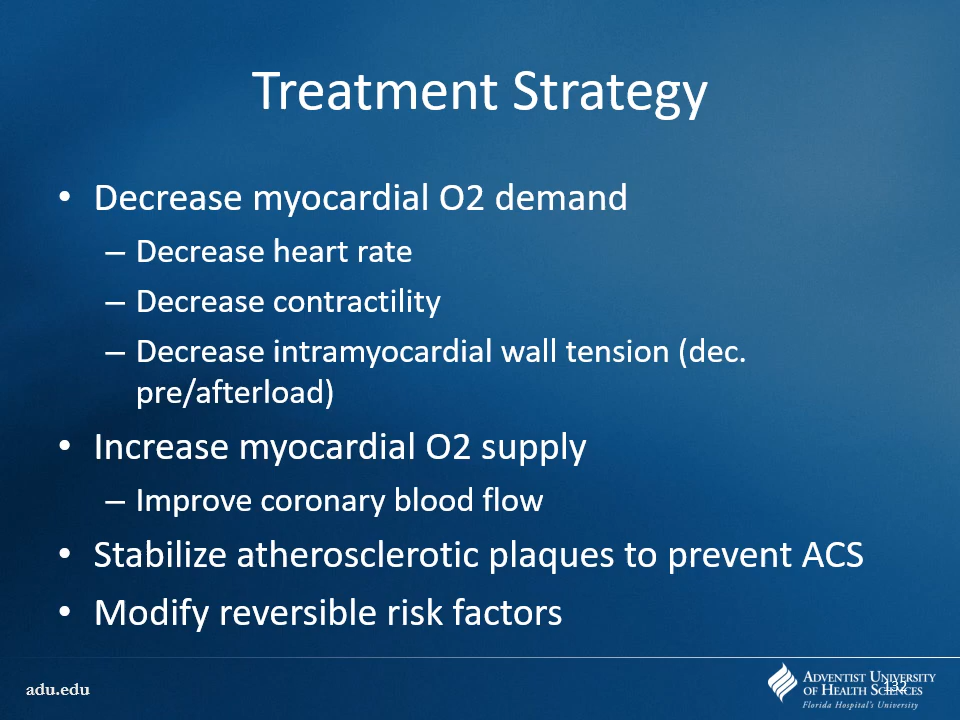 Treatment Strategy
• Decrease myocardial O2 demand
– Decrease heart rate
– Decrease contractility
– Decrease intramyocardial wall tension (dec.
pre/afterload)
• Increase myocardial O2 supply
– Improve coronary blood flow
• Stabilize atherosclerotic plaques to prevent ACS
• Modify reversible risk factors
adu.edu
ADVENTIST UNIVERSITY
OF HEALTH SCIENCES
132
Florida Hospital's University